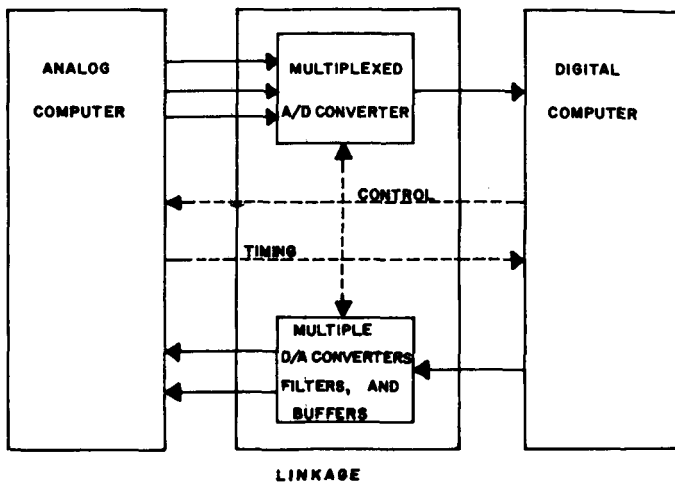 ANALOG
COMPUTER
MULTIPLEXED
A/D CONVERTER
DIGITAL
COMPUTER
CONTROL
TIMING
MULTIPLE
D/A CONVERTERS
FILTERS, AND
BUFFERS
LINKAGE